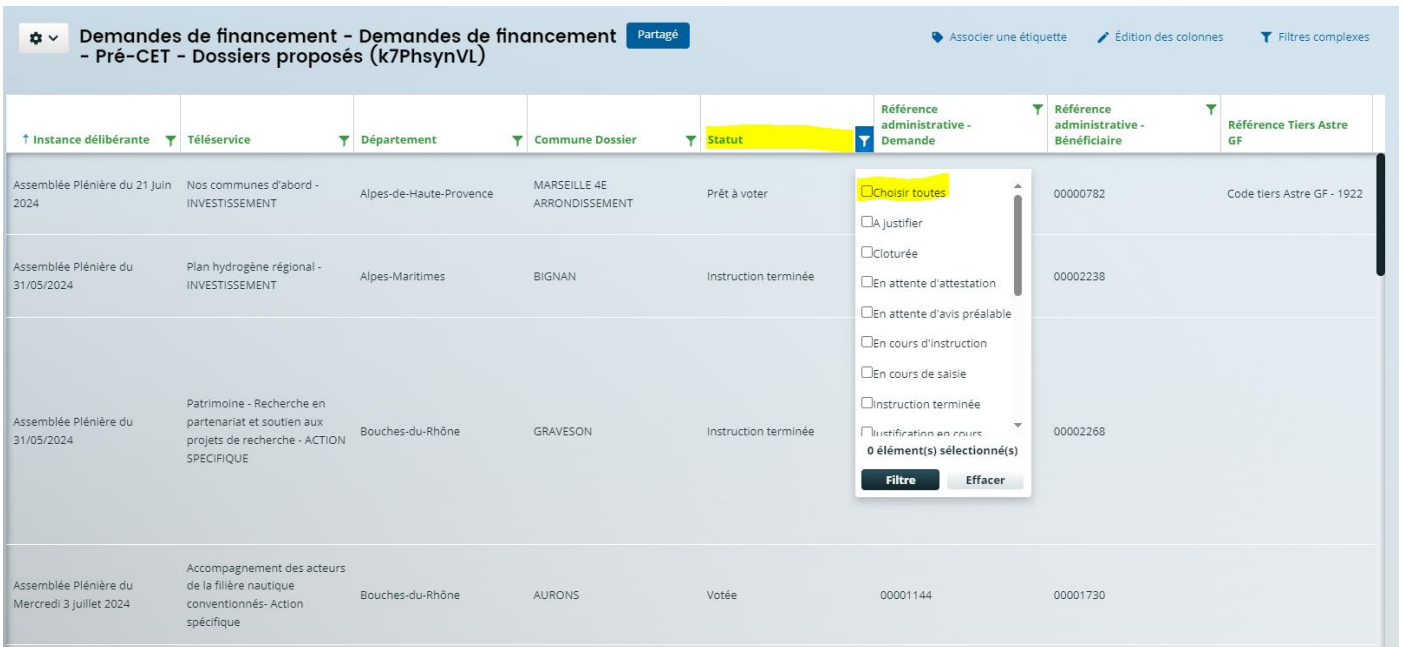 Demandes de financement - Demandes de financement
- Pré-CET - Dossiers proposés (k7PhsynVL)
Partagé
Associer une étiquette
Édition des colonnes
Filtres complexes
Instance délibérante
Téléservice
Département
Commune Dossier
Statut
Référence
administrative -
Demande
Référence
administrative -
Bénéficiaire
Référence Tiers Astre
GF
Assemblée Plénière du 21 Juin
2024
Nos communes d'abord -
INVESTISSEMENT
Alpes-de-Haute-Provence
MARSEILLE 4E
ARRONDISSEMENT
Prêt à voter
00000782
Code tiers Astre GF - 1922
Assemblée Plénière du
31/05/2024
Plan hydrogène régional -
INVESTISSEMENT
Alpes-Maritimes
BIGNAN
Instruction terminée
00002238
Assemblée Plénière du
31/05/2024
Patrimoine - Recherche en
partenariat et soutien aux
projets de recherche - ACTION
SPECIFIQUE
Bouches-du-Rhône
GRAVESON
Instruction terminée
00002268
Assemblée Plénière du
Mercredi 3 juillet 2024
Accompagnement des acteurs
de la filière nautique
conventionnés- Action
spécifique
Bouches-du-Rhône
AURONS
Votée
00001144
00001730
Choisir toutes
A justifier
Cloturée
En attente d'attestation
En attente d'avis préalable
En cours d'instruction
En cours de saisie
Instruction terminée
Justification en cours
0 élément(s) sélectionné(s)
Filtre
Effacer